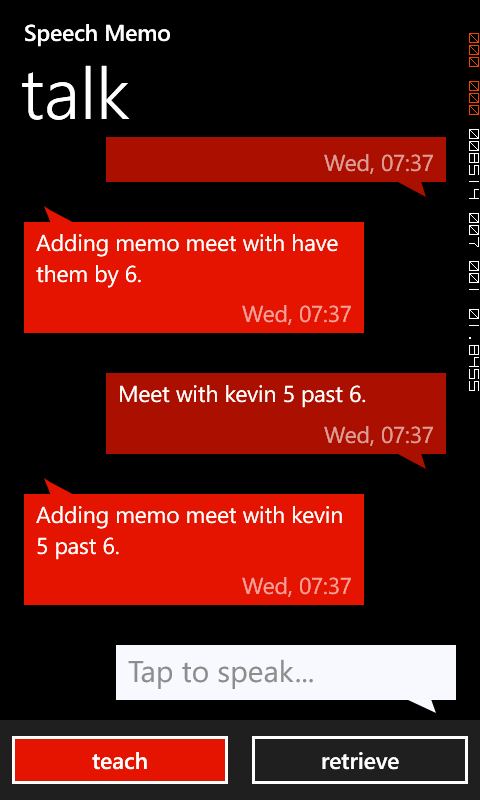 Speech Memo
talk
Wed, 07:37
Adding memo meet with have
them by 6.
Wed, 07:37
Meet with kevin 5 past 6.
Wed, 07:37
Adding memo meet with kevin
5 past 6.
Wed, 07:37
Tap to speak...
teach
retrieve
000 000 008514 007 001 01.8455